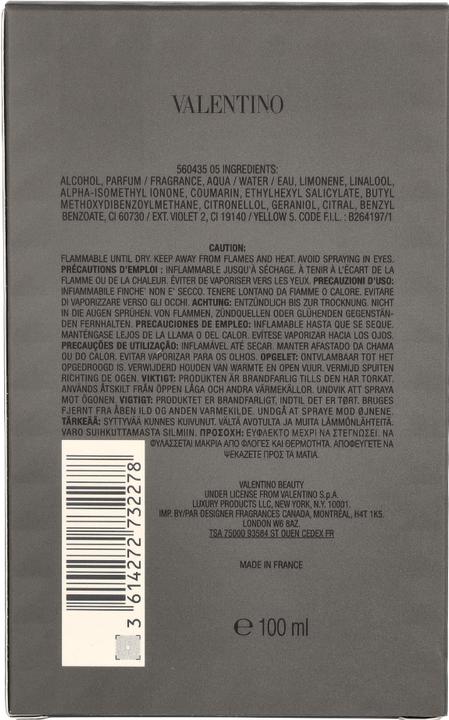 VALENTINO
560435 05 INGREDIENTS:
ALCOHOL, PARFUM / FRAGRANCE, AQUA / WATER / EAU, LIMONENE, LINALOOL,
ALPHA-ISOMETHYL IONONE, COUMARIN, ETHYLHEXYL SALICYLATE, BUTYL
METHOXYDIBENZOYLMETHANE, CITRONELLOL, GERANIOL, CITRAL, BENZYL
BENZOATE, CI 60730 / EXT. VIOLET 2, CI 19140 / YELLOW 5. CODE F.I.L. : B264197/1
CAUTION:
FLAMMABLE UNTIL DRY. KEEP AWAY FROM FLAMES AND HEAT. AVOID SPRAYING IN EYES.
PRÉCAUTIONS D'EMPLOI : INFLAMMABLE JUSQU'À SÉCHAGE. À TENIR À L'ÉCART DE LA
FLAMME OU DE LA CHALEUR. ÉVITER DE VAPORISER VERS LES YEUX. PRECAUZIONI D'USO:
INFIAMMABILE FINCHE' NON E' SECCO. TENERE LONTANO DA FIAMME O CALORE. EVITARE
DI VAPORIZZARE VERSO GLI OCCHI. ACHTUNG: ENTZÜNDLICH BIS ZUR TROCKNUNG. NICHT
IN DIE AUGEN SPRÜHEN. VON FLAMMEN, ZÜNDQUELLEN ODER GLÜHENDEN GEGENSTÄN-
DEN FERNHALTEN. PRECAUCIONES DE EMPLEO: INFLAMABLE HASTA QUE SE SEQUE.
MANTÉNGASE LEJOS DE LA LLAMA O DEL CALOR. EVÍTESE VAPORIZAR HACIA LOS OJOS.
PRECAUÇÕES DE UTILIZAÇÃO: INFLAMÁVEL ATÉ SECAR. MANTER AFASTADO DA CHAMA
OU DO CALOR. EVITAR VAPORIZAR PARA OS OLHOS. OPGELET: ONTVLAMBAAR TOT HET
OPGEDROOGD IS. VERWIJDERD HOUDEN VAN WARMTE EN OPEN VUUR. VERMIJD SPUITEN
RICHTING DE OGEN. VIKTIGT: PRODUKTEN ÄR BRANDFARLIG TILLS DEN HAR TORKAT.
ANVÄNDS ÅTSKILT FRÅN ÖPPEN LÅGA OCH ANDRA VÄRMEKÄLLOR. UNDVIK ATT SPRAYA
MOT ÖGONEN. VIGTIGT: PRODUKTET ER BRANDFARLIGT, INDTIL DET ER TØRT. BRUGES
FJERNT FRA ÅBEN ILD OG ANDEN VARMEKILDE. UNDGÅ AT SPRAYE MOD ØJNENE.
TÄRKEÄÄ: SYTTYVÄÄ KUNNES KUIVUNUT. VÄLTÄ AVOTULTA JA MUITA LÄMMÖNLÄHTEITÄ.
VARO SUIHKUTTAMASTA SILMIIN. ΠΡΟΣΟΧΗ: ΕΥΦΛΕΚΤΟ ΜΕΧΡΙ ΝΑ ΣΤΕΓΝΩΣΕΙ. ΝΑ
ΦΥΛΑΣΣΕΤΑΙ ΜΑΚΡΙΑ ΑΠΟ ΦΛΟΓΕΣ ΚΑΙ ΘΕΡΜΟΤΗΤΑ. ΑΠΟΦΕΥΓΕΤΕ ΝΑ
ΨΕΚΑΖΕΤΕ ΠΡΟΣ ΤΑ ΜΑΤΙΑ.
VALENTINO BEAUTY
UNDER LICENSE FROM VALENTINO S.p.A.
LUXURY PRODUCTS LLC, NEW YORK, N.Y. 10001.
IMP. BY/PAR DESIGNER FRAGRANCES CANADA, MONTRÉAL, H4T 1K5.
LONDON W6 8AZ.
TSA 75000 93584 ST OUEN CEDEX FR
MADE IN FRANCE
e 100 ml
3 614272 732278